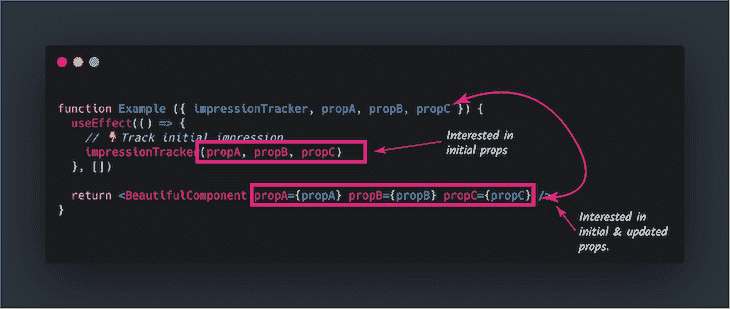 function Example ({ impressionTracker, propA, propB, propC }) {
useEffect(() => {
// 👇Track initial impression
impressionTracker(propA, propB, propC)
}, [])
return <BeautifulComponent propA={propA} propB={propB} propC={propC} />
}
Interested in
initial props
Interested in
initial & updated
props.